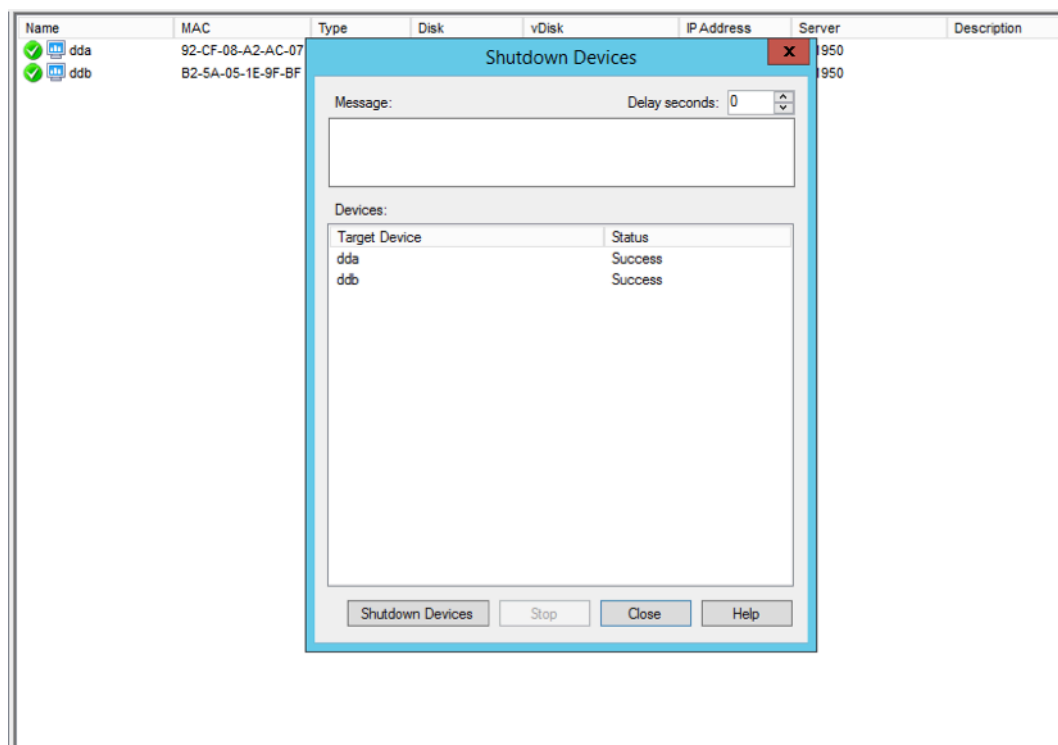 Name MAC Type Disk vDisk IP Address Server Description
dda 92-CF-08-A2-AC-07 1950
ddb B2-5A-05-1E-9F-BF 1950
Shutdown Devices x
Message: Delay seconds: 0
Devices:
Target Device Status
dda Success
ddb Success
Shutdown Devices Stop Close Help